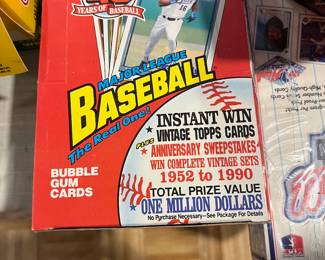 YEARS OF BASEBALL
16
MAJOR LEAGUE
BASEBALL
The Real One!
BUBBLE
GUM
CARDS
INSTANT WIN
VINTAGE TOPPS CARDS
PLUS
ANNIVERSARY SWEEPSTAKES
WIN COMPLETE VINTAGE SETS
1952 to 1990
TOTAL PRIZE VALUE
ONE MILLION DOLLARS
No Purchase Necessary—See Package For Details